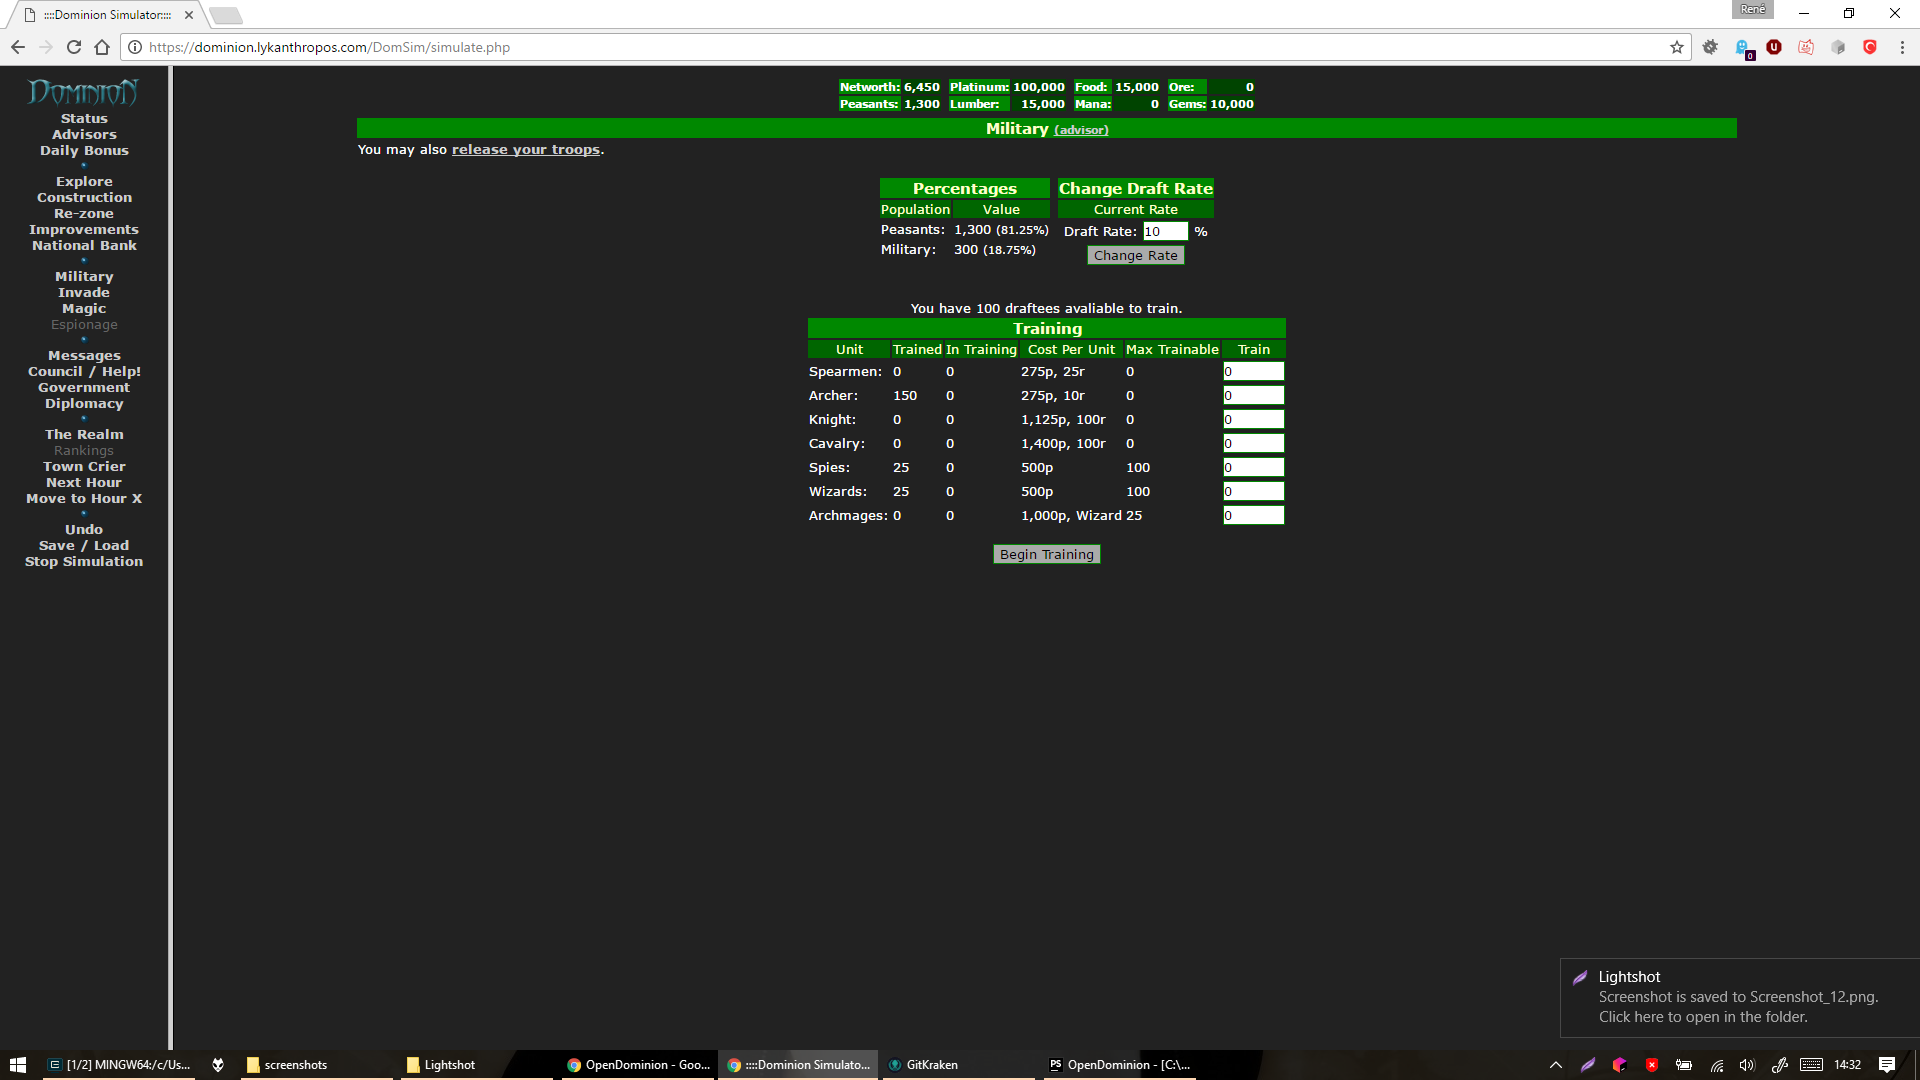 ::::Dominion Simulator::::
René
https://dominion.lykanthropos.com/DomSim/simulate.php
0
DOMINION
Status
Advisors
Daily Bonus
Explore
Construction
Re-zone
Improvements
National Bank
Military
Invade
Magic
Espionage
Messages
Council / Help!
Government
Diplomacy
The Realm
Rankings
Town Crier
Next Hour
Move to Hour X
Undo
Save / Load
Stop Simulation
Networth: 6,450 Platinum: 100,000 Food: 15,000 Ore: 0
Peasants: 1,300 Lumber: 15,000 Mana: 0 Gems: 10,000
Military (advisor)
You may also release your troops.
Percentages
Population Value
Peasants: 1,300 (81.25%)
Military: 300 (18.75%)
Change Draft Rate
Current Rate
Draft Rate: 10 %
Change Rate
You have 100 draftees avaliable to train.
Training
Unit Trained In Training Cost Per Unit Max Trainable Train
Spearmen: 0 0 275p, 25r 0 0
Archer: 150 0 275p, 10r 0 0
Knight: 0 0 1,125p, 100r 0 0
Cavalry: 0 0 1,400p, 100r 0 0
Spies: 25 0 500p 100 0
Wizards: 25 0 500p 100 0
Archmages: 0 0 1,000p, Wizard 25 0
Begin Training
Lightshot
Screenshot is saved to Screenshot_12.png.
Click here to open in the folder.
[1/2] MINGW64:/c/Us...
screenshots
Lightshot
OpenDominion - Goo...
::::Dominion Simulato...
GitKraken
PS OpenDominion - [C:\...
14:32